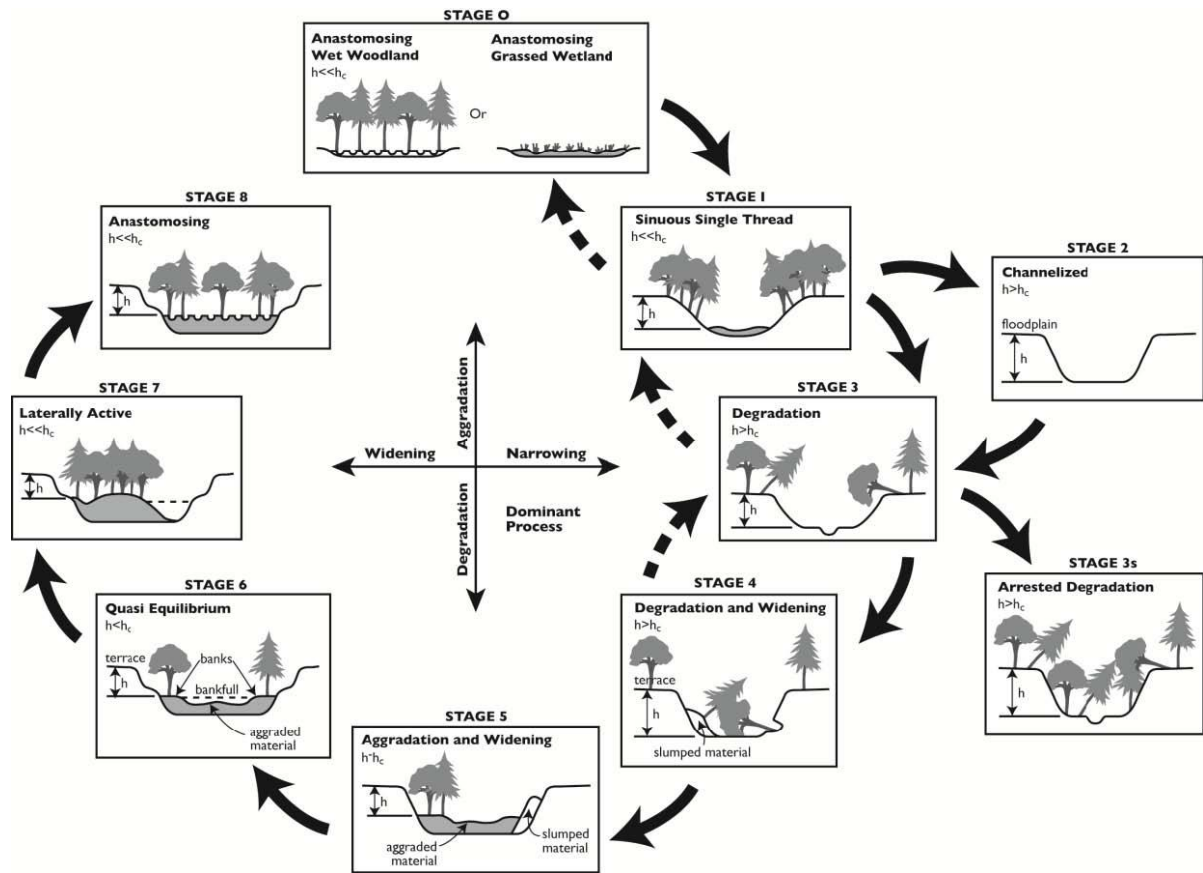 STAGE O
Anastomosing
Wet Woodland
h<<hc
Or
Anastomosing
Grassed Wetland
STAGE I
Sinuous Single Thread
h<<hc
h
STAGE 2
Channelized
h>hc
floodplain
h
STAGE 3
Degradation
h>hc
h
STAGE 3s
Arrested Degradation
h>hc
h
STAGE 4
Degradation and Widening
h>hc
terrace
h
slumped material
STAGE 5
Aggradation and Widening
h~hc
h
aggraded
material
slumped
material
STAGE 6
Quasi Equilibrium
h<hc
terrace
banks
h
bankfull
aggraded
material
STAGE 7
Laterally Active
h<<hc
h
STAGE 8
Anastomosing
h<<hc
h
Aggradation
Widening
Narrowing
Degradation
Dominant
Process